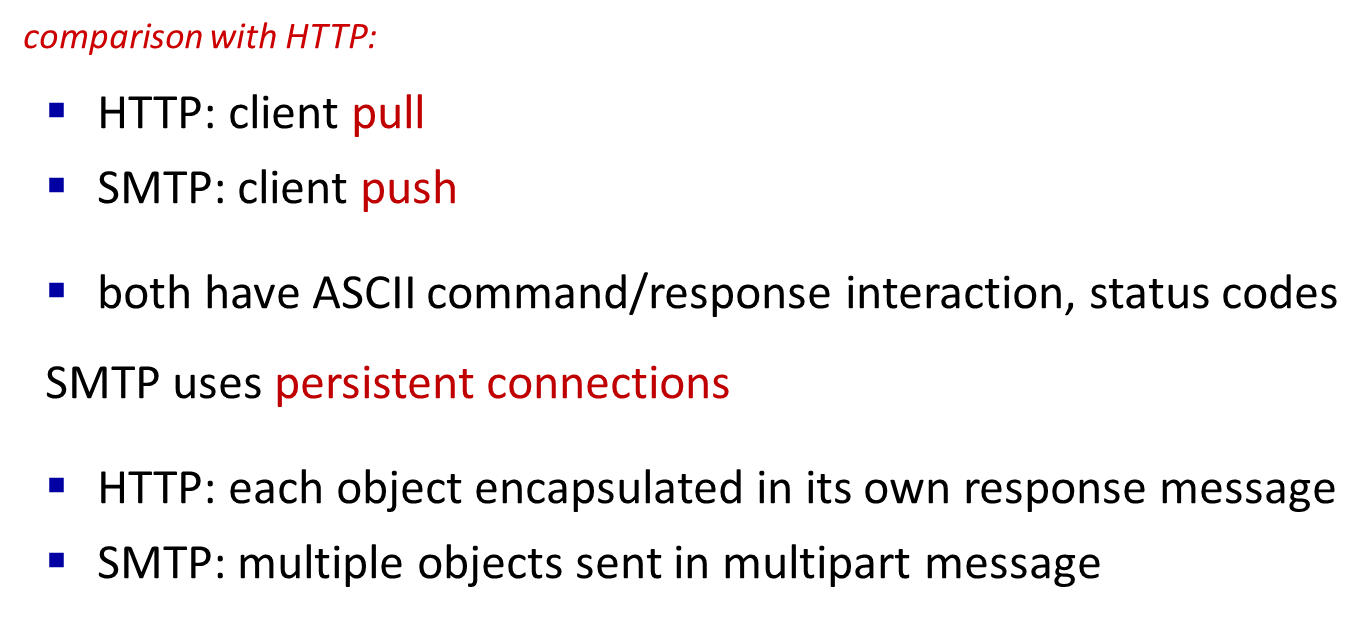 comparison with HTTP:
▪ HTTP: client pull
▪ SMTP: client push
▪ both have ASCII command/response interaction, status codes
SMTP uses persistent connections
▪ HTTP: each object encapsulated in its own response message
▪ SMTP: multiple objects sent in multipart message